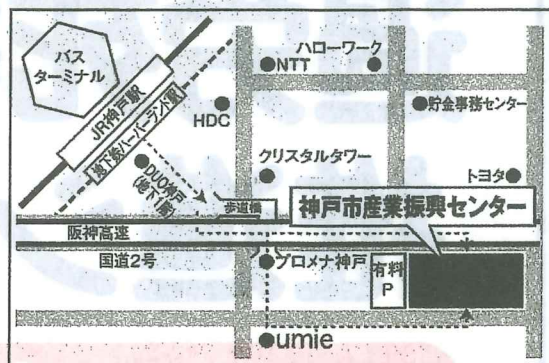 バス
ターミナル
JR神戸駅
地下鉄ハーバーランド駅
ハローワーク
NTT
HDC
貯金事務センター
DUO神戸
(地下1階)
クリスタルタワー
トヨタ
歩道橋
神戸市産業振興センター
阪神高速
国道2号
プロメナ神戸
有料
P
umie